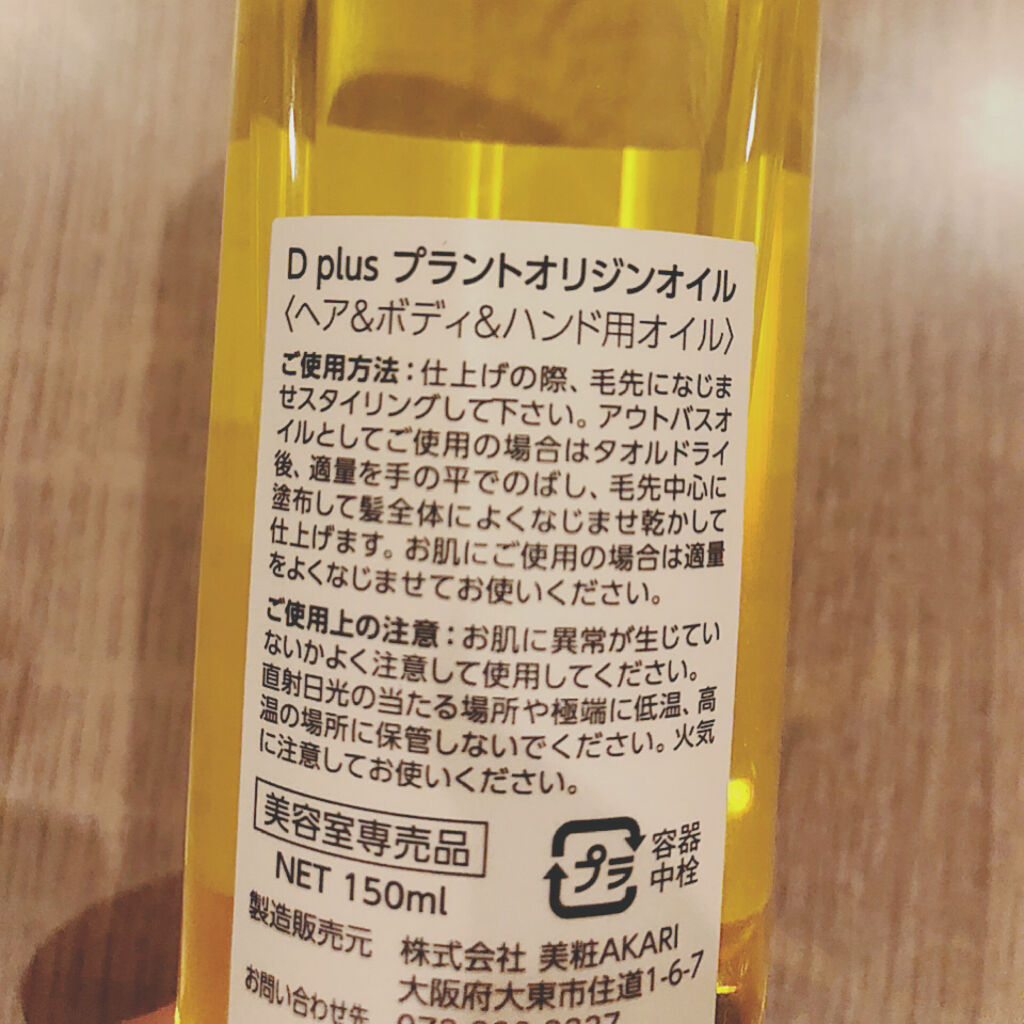 D plus プラントオリジンオイル
〈ヘア&ボディ&ハンド用オイル〉
ご使用方法：仕上げの際、毛先になじま
せスタイリングして下さい。アウトバスオ
イルとしてご使用の場合はタオルドライ
後、適量を手の平でのばし、毛先中心に
塗布して髪全体によくなじませ乾かして
仕上げます。お肌にご使用の場合は適量
をよくなじませてお使いください。
ご使用上の注意：お肌に異常が生じてい
ないかよく注意して使用してください。
直射日光の当たる場所や極端に低温、高
温の場所に保管しないでください。火気
に注意してお使いください。
美容室専売品
NET 150ml
プラ
容器
中栓
製造販売元 株式会社 美粧AKARI
大阪府大東市住道1-6-7
お問い合わせ先